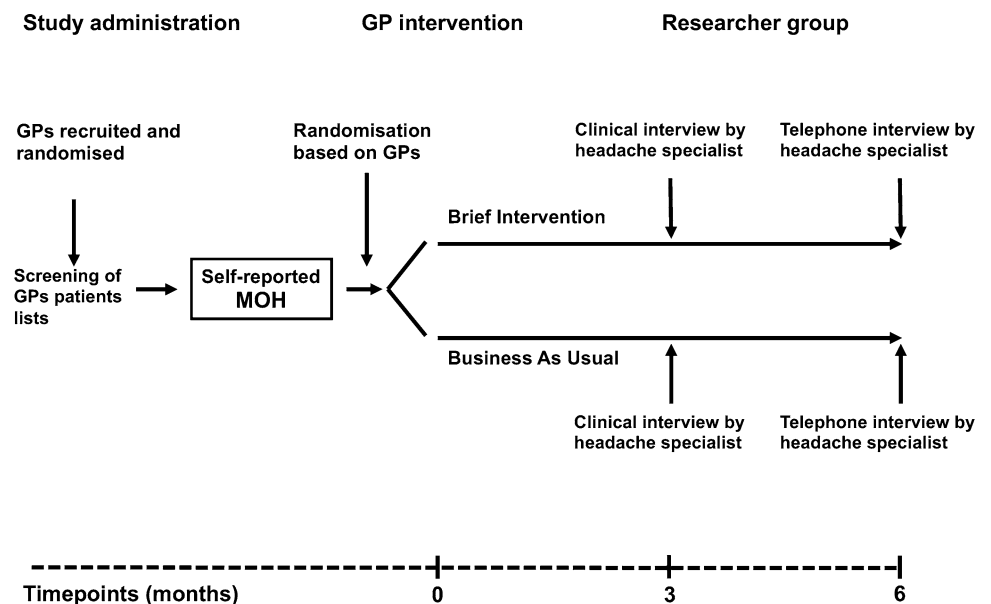 Study administration
GP intervention
Researcher group
GPs recruited and
randomised
Randomisation
based on GPs
Clinical interview by
headache specialist
Telephone interview by
headache specialist
Brief Intervention
Screening of
GPs patients
lists
Self-reported
MOH
Business As Usual
Clinical interview by
headache specialist
Telephone interview by
headache specialist
Timepoints (months)
0
3
6